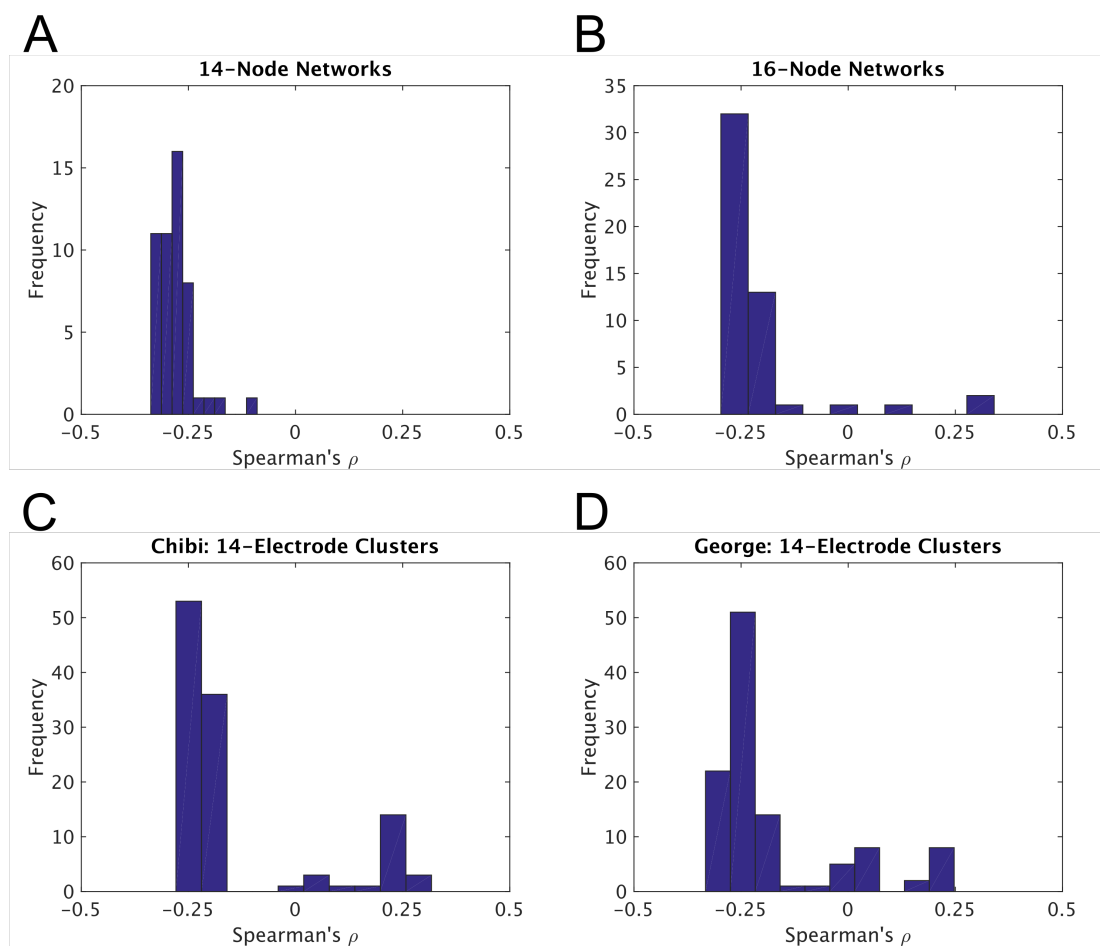 A
14-Node Networks
20
15
10
5
0
-0.5
-0.25
0
0.25
0.5
Frequency
Spearman's ρ
B
16-Node Networks
35
30
25
20
15
10
5
0
-0.5
-0.25
0
0.25
0.5
Frequency
Spearman's ρ
C
Chibi: 14-Electrode Clusters
60
50
40
30
20
10
0
-0.5
-0.25
0
0.25
0.5
Frequency
Spearman's ρ
D
George: 14-Electrode Clusters
60
50
40
30
20
10
0
-0.5
-0.25
0
0.25
0.5
Frequency
Spearman's ρ